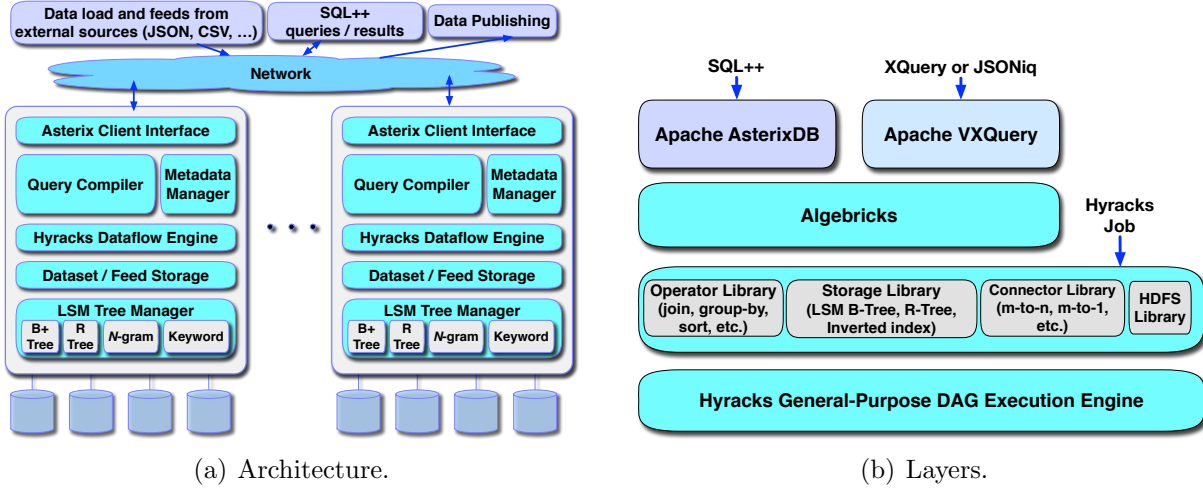 Data load and feeds from
external sources (JSON, CSV, …)
SQL++
queries / results
Data Publishing
Network
Asterix Client Interface
Query Compiler
Metadata
Manager
Hyracks Dataflow Engine
Dataset / Feed Storage
LSM Tree Manager
B+
Tree
R
Tree
N-gram
Keyword
• • •
Asterix Client Interface
Query Compiler
Metadata
Manager
Hyracks Dataflow Engine
Dataset / Feed Storage
LSM Tree Manager
B+
Tree
R
Tree
N-gram
Keyword
(a) Architecture.
SQL++
XQuery or JSONiq
Apache AsterixDB
Apache VXQuery
Algebricks
Hyracks
Job
Operator Library
(join, group-by,
sort, etc.)
Storage Library
(LSM B-Tree, R-Tree,
Inverted index)
Connector Library
(m-to-n, m-to-1,
etc.)
HDFS
Library
Hyracks General-Purpose DAG Execution Engine
(b) Layers.